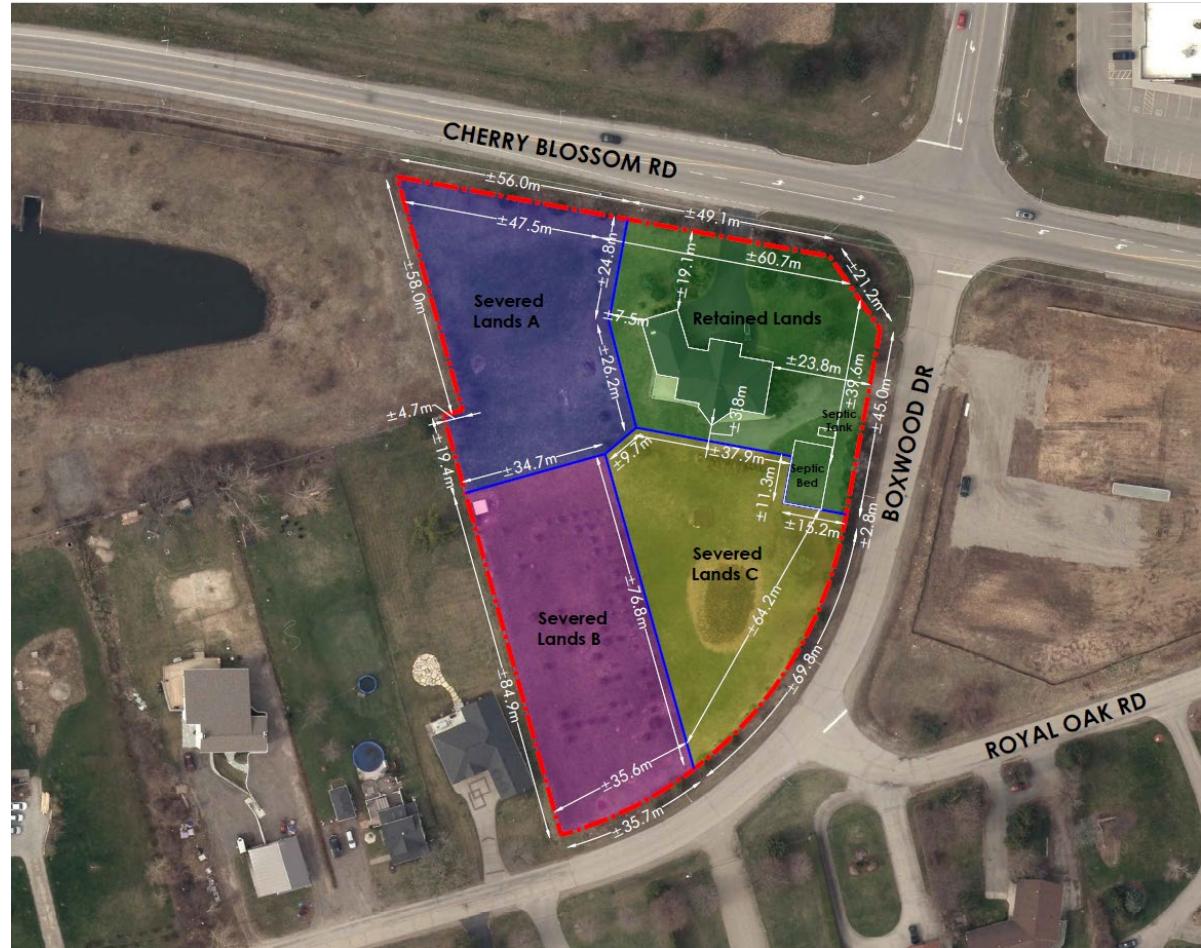 CHERRY BLOSSOM RD
±56.0m
±49.1m
±47.5m
±60.7m
±21.2m
±24.8m
±19.1m
±58.0m
Severed
Lands A
±7.5m
Retained Lands
±26.2m
±23.8m
±39.6m
±45.0m
BOXWOOD DR
±4.7m
±19.4m
±3.8m
Septic
Tank
±34.7m
±9.7m
±37.9m
Septic
Bed
±11.3m
±15.2m
±2.8m
Severed
Lands C
±64.2m
±76.8m
Severed
Lands B
±84.9m
±69.8m
ROYAL OAK RD
±35.6m
±35.7m